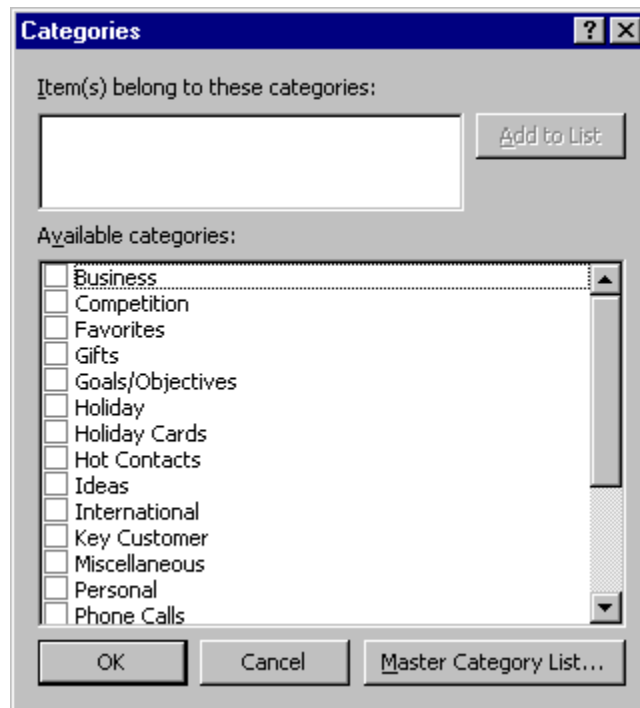 Categories
Item(s) belong to these categories:
Add to List
Available categories:
Business
Competition
Favorites
Gifts
Goals/Objectives
Holiday
Holiday Cards
Hot Contacts
Ideas
International
Key Customer
Miscellaneous
Personal
Phone Calls
OK Cancel Master Category List...